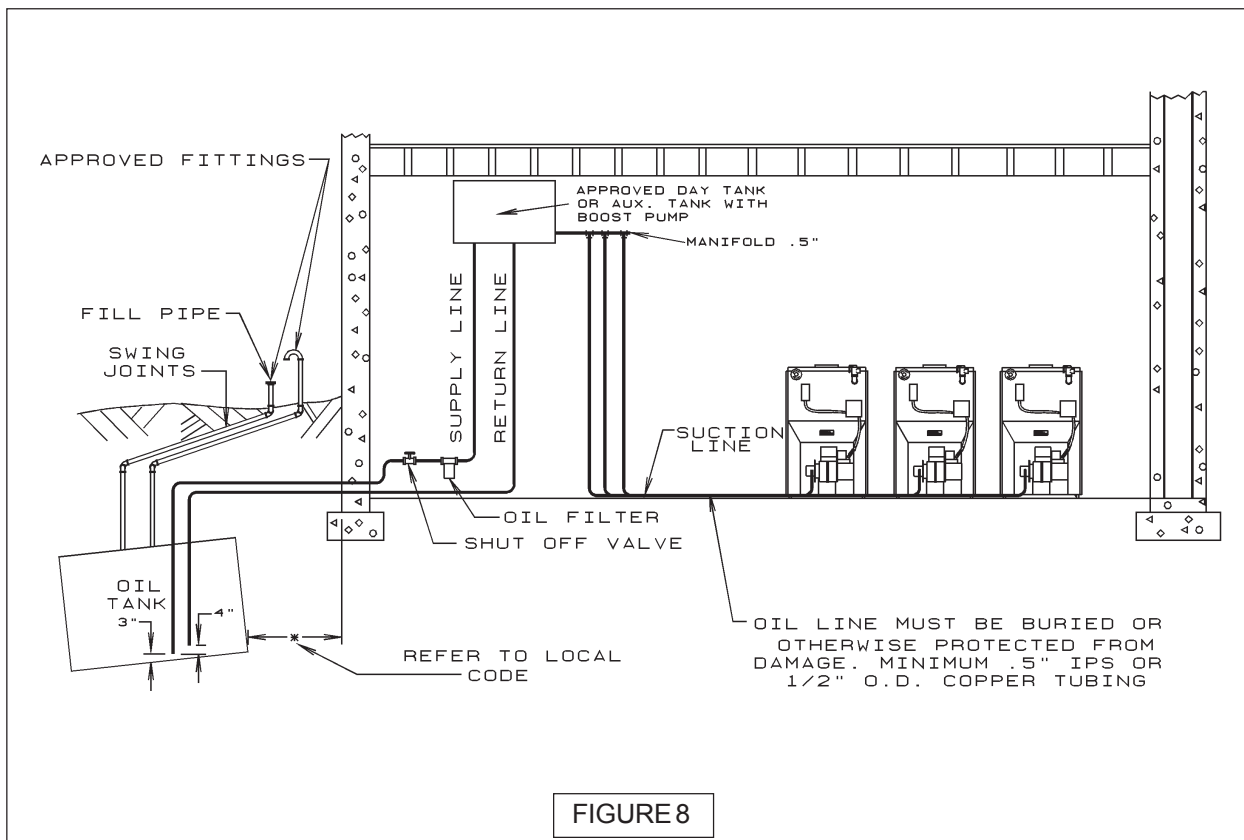 APPROVED FITTINGS
APPROVED DAY TANK
OR AUX. TANK WITH
BOOST PUMP
MANIFOLD .5"
FILL PIPE
SWING
JOINTS
SUPPLY LINE
RETURN LINE
SUCTION
LINE
OIL FILTER
SHUT OFF VALVE
OIL
TANK
3"
4"
*
REFER TO LOCAL
CODE
OIL LINE MUST BE BURIED OR
OTHERWISE PROTECTED FROM
DAMAGE. MINIMUM .5" IPS OR
1/2" O.D. COPPER TUBING
FIGURE 8